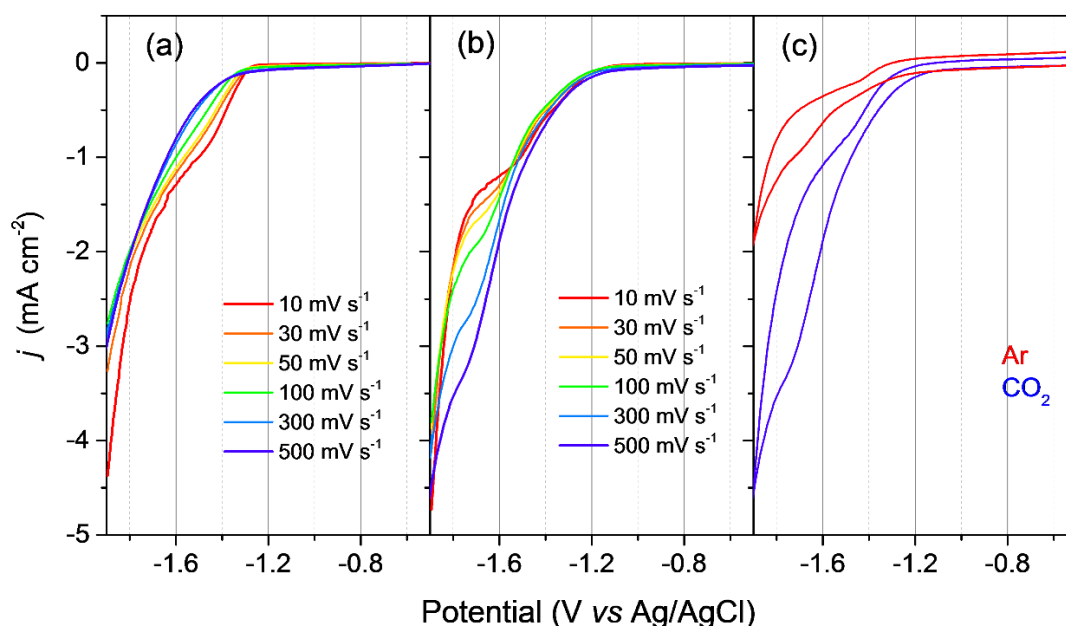 (a)
(b)
(c)
0
-1
-2
-3
-4
-5
j (mA cm⁻²)
10 mV s⁻¹
30 mV s⁻¹
50 mV s⁻¹
100 mV s⁻¹
300 mV s⁻¹
500 mV s⁻¹
10 mV s⁻¹
30 mV s⁻¹
50 mV s⁻¹
100 mV s⁻¹
300 mV s⁻¹
500 mV s⁻¹
Ar
CO₂
-1.6 -1.2 -0.8 -1.6 -1.2 -0.8 -1.6 -1.2 -0.8
Potential (V vs Ag/AgCl)